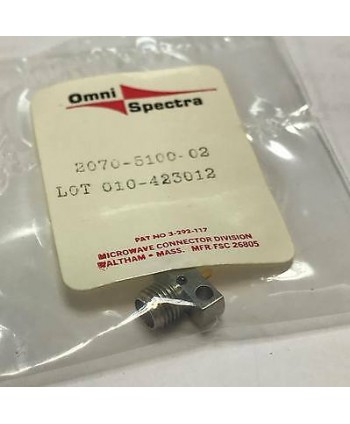 Omni
Spectra
2070-5100-02
LOT 010-423012
PAT NO 3-292-117
MICROWAVE CONNECTOR DIVISION
WALTHAM • MASS. MFR FSC 26805